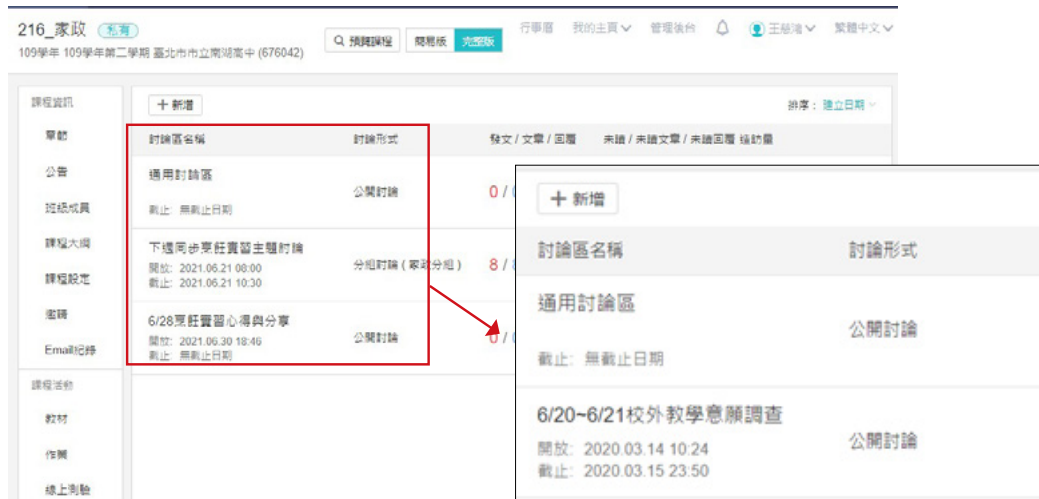 216_家政 私有
109學年 109學年第二學期 臺北市市立南湖高中 (676042)
預覽課程 簡易版 完整版
行事曆 我的主頁 管理後台 王慈鴻 繁體中文
課程資訊
章節
公告
班級成員
課程大綱
課程設定
邀請
Email紀錄
課程活動
教材
作業
線上測驗
+ 新增
排序: 建立日期
討論區名稱 討論形式 發文 / 文章 / 回覆 未讀 / 未讀文章 / 未讀回覆 造訪量
通用討論區
公開討論 0 /
截止: 無截止日期
下週同步烹飪實習主題討論
開放: 2021.06.21 08:00
分組討論 ( 家政分組 ) 8 /
截止: 2021.06.21 10:30
6/28烹飪實習心得與分享
開放: 2021.06.30 18:46
公開討論 0 /
截止: 無截止日期
+ 新增
討論區名稱 討論形式
通用討論區
公開討論
截止: 無截止日期
6/20~6/21校外教學意願調查
開放: 2020.03.14 10:24
公開討論
截止: 2020.03.15 23:50